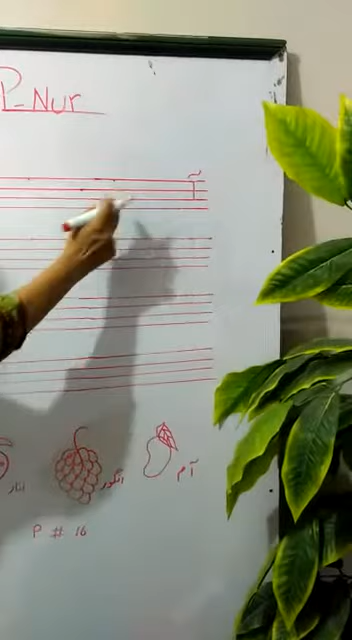 L-Nur
آ
آم
انگور
انار
P # 16